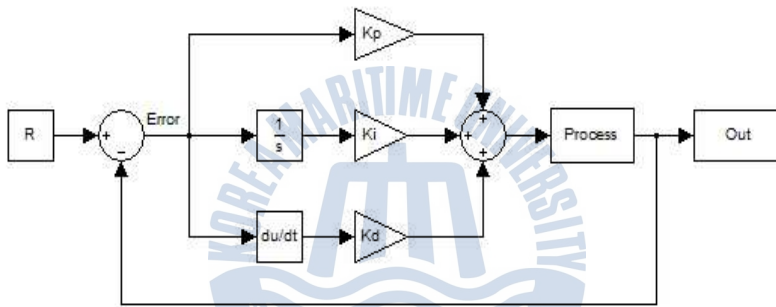 Kp
Error
R
+
−
1
s
Ki
+
+
+
Process
Out
du/dt
Kd
KOREA MARITIME UNIVERSITY